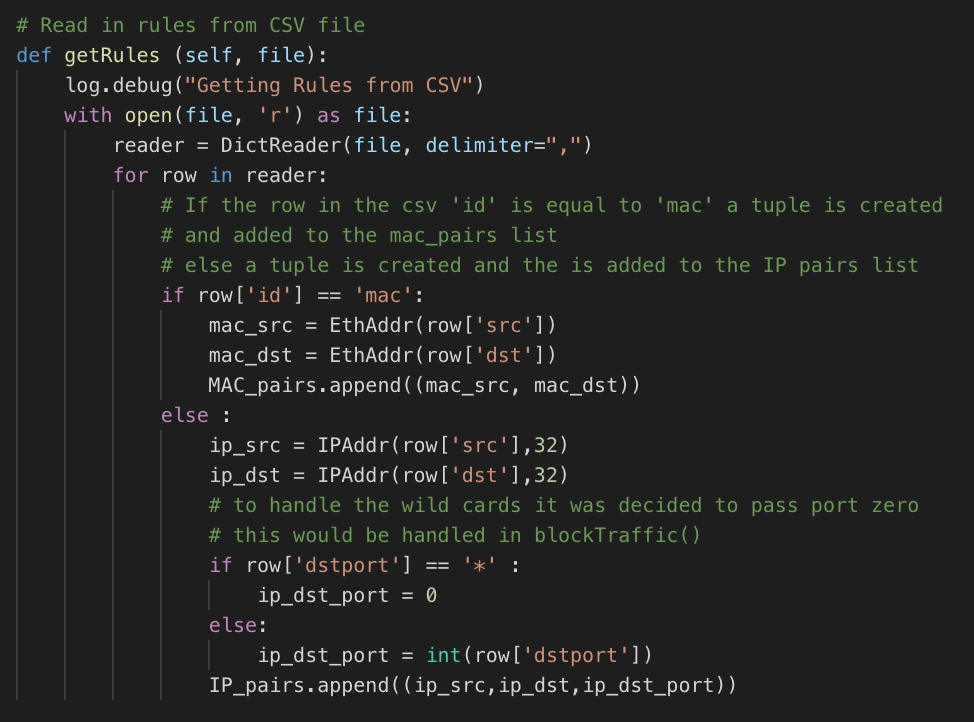 # Read in rules from CSV file
def getRules (self, file):
    log.debug("Getting Rules from CSV")
    with open(file, 'r') as file:
        reader = DictReader(file, delimiter=",")
        for row in reader:
            # If the row in the csv 'id' is equal to 'mac' a tuple is created
            # and added to the mac_pairs list
            # else a tuple is created and the is added to the IP pairs list
            if row['id'] == 'mac':
                mac_src = EthAddr(row['src'])
                mac_dst = EthAddr(row['dst'])
                MAC_pairs.append((mac_src, mac_dst))
            else :
                ip_src = IPAddr(row['src'],32)
                ip_dst = IPAddr(row['dst'],32)
                # to handle the wild cards it was decided to pass port zero
                # this would be handled in blockTraffic()
                if row['dstport'] == '*' :
                    ip_dst_port = 0
                else:
                    ip_dst_port = int(row['dstport'])
                IP_pairs.append((ip_src,ip_dst,ip_dst_port))